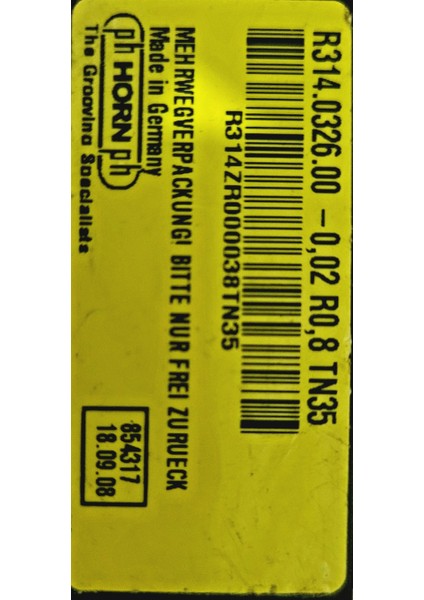 R314.0326.00 -0,02 R0,8 TN35
R314ZR000038TN35
MEHRWEGVERPACKUNG! BITTE NUR FREI ZURUECK
Made in Germany
ph HORN ph
The Grooving Specialists
854317
18.09.08